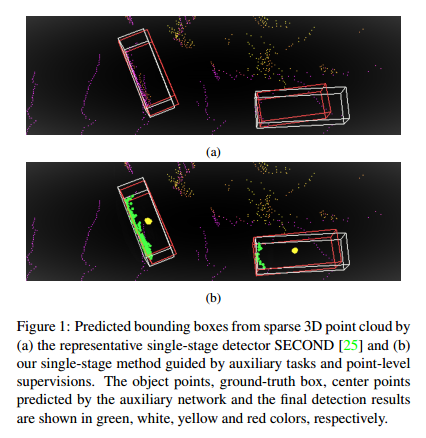 (a)
(b)
Figure 1: Predicted bounding boxes from sparse 3D point cloud by
(a) the representative single-stage detector SECOND [25] and (b)
our single-stage method guided by auxiliary tasks and point-level
supervisions. The object points, ground-truth box, center points
predicted by the auxiliary network and the final detection results
are shown in green, white, yellow and red colors, respectively.